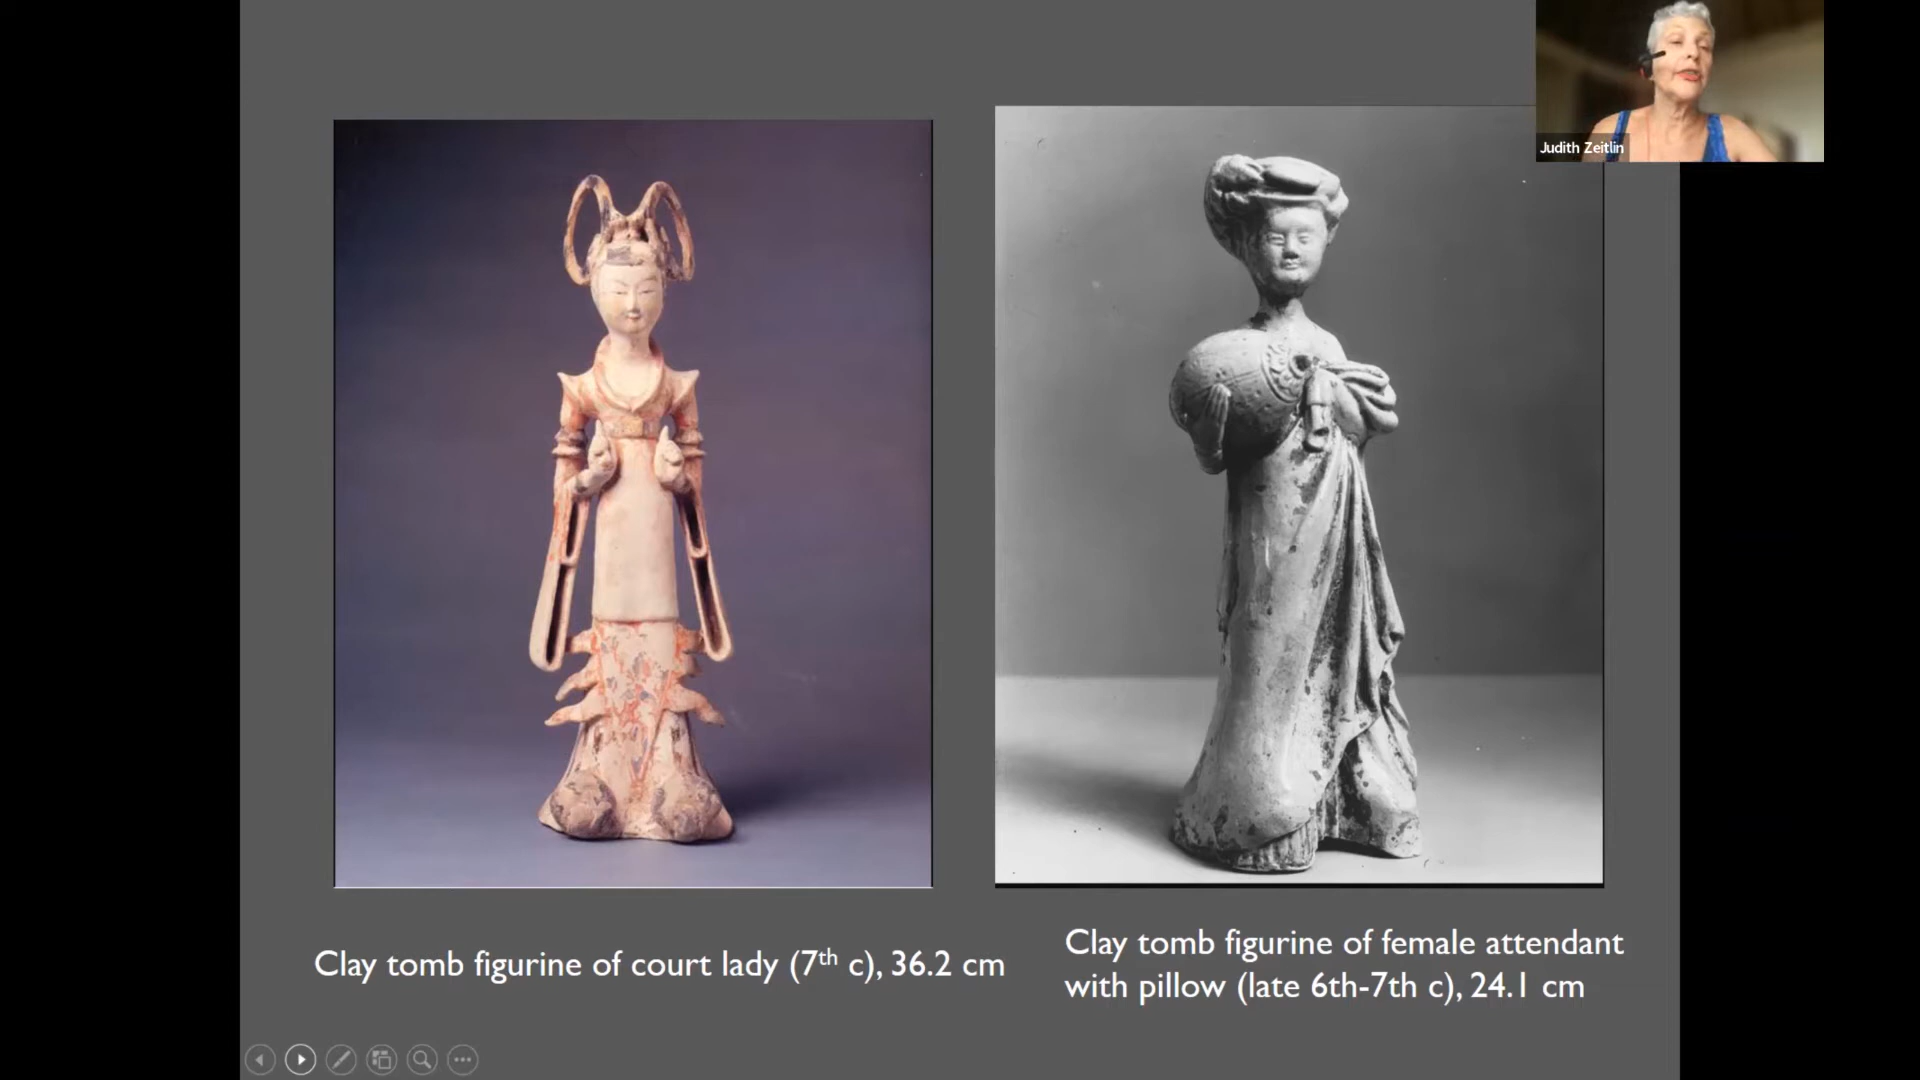 Judith Zeitlin
Clay tomb figurine of court lady (7th c), 36.2 cm
Clay tomb figurine of female attendant
with pillow (late 6th-7th c), 24.1 cm